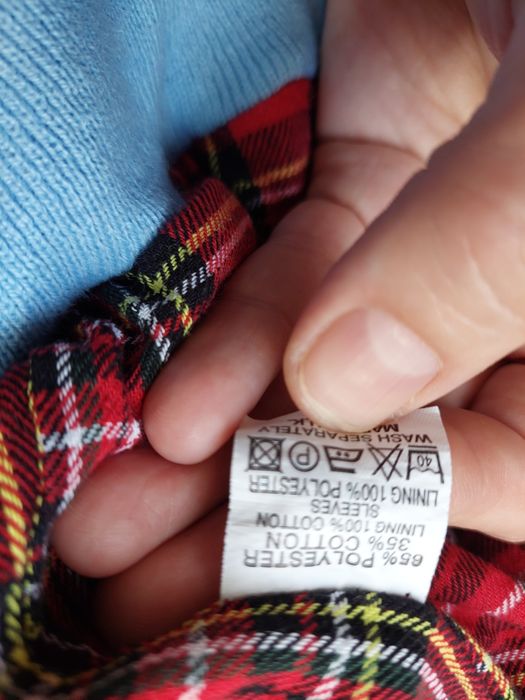 65% POLYESTER
35% COTTON
LINING 100% COTTON
SLEEVES
LINING 100% POLYESTER
40 P
WASH SEPARATELY